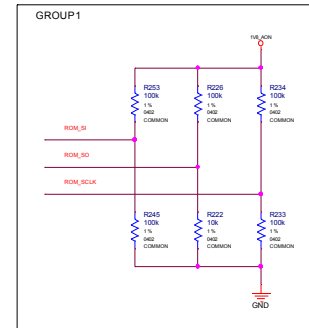 GROUP1
1V8_AON
R253
100k
1 %
0402
COMMON
R226
100k
1 %
0402
COMMON
R234
100k
1 %
0402
COMMON
ROM_SI
ROM_SO
ROM_SCLK
R245
100k
1 %
0402
COMMON
R222
10k
1 %
0402
COMMON
R233
100k
1 %
0402
COMMON
GND